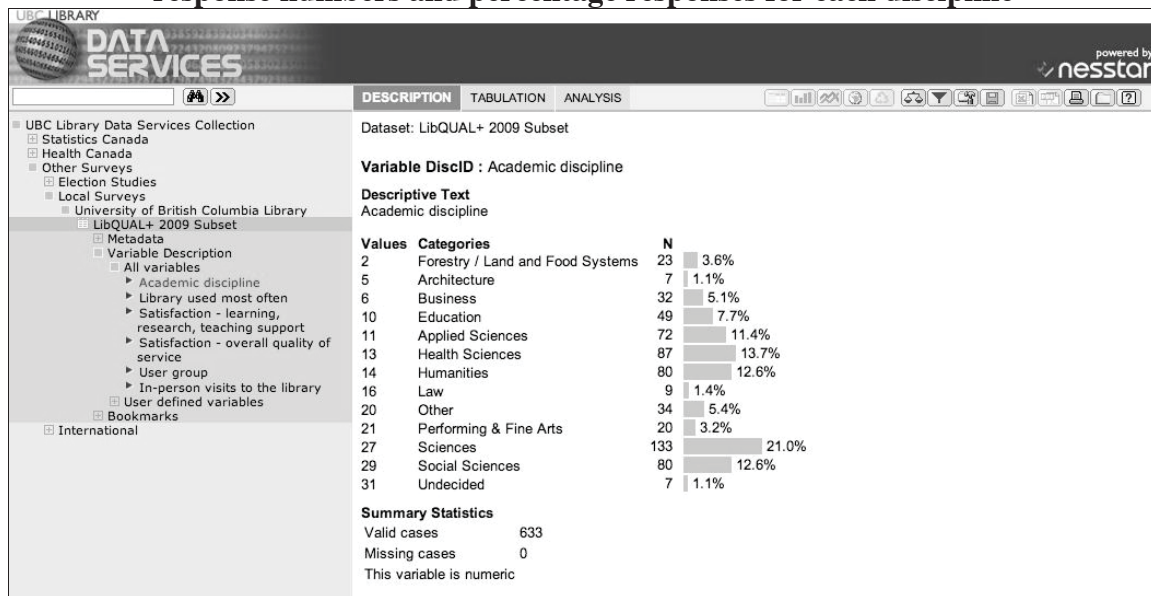 response numbers and percentage responses for each discipline
UBC LIBRARY
DATA
SERVICES
powered by
nesstar
DESCRIPTION TABULATION ANALYSIS
UBC Library Data Services Collection
Statistics Canada
Health Canada
Other Surveys
Election Studies
Local Surveys
University of British Columbia Library
LibQUAL+ 2009 Subset
Metadata
Variable Description
All variables
Academic discipline
Library used most often
Satisfaction - learning,
research, teaching support
Satisfaction - overall quality of
service
User group
In-person visits to the library
User defined variables
Bookmarks
International
Dataset: LibQUAL+ 2009 Subset
Variable DiscID : Academic discipline
Descriptive Text
Academic discipline
Values Categories N
2 Forestry / Land and Food Systems 23 3.6%
5 Architecture 7 1.1%
6 Business 32 5.1%
10 Education 49 7.7%
11 Applied Sciences 72 11.4%
13 Health Sciences 87 13.7%
14 Humanities 80 12.6%
16 Law 9 1.4%
20 Other 34 5.4%
21 Performing & Fine Arts 20 3.2%
27 Sciences 133 21.0%
29 Social Sciences 80 12.6%
31 Undecided 7 1.1%
Summary Statistics
Valid cases 633
Missing cases 0
This variable is numeric